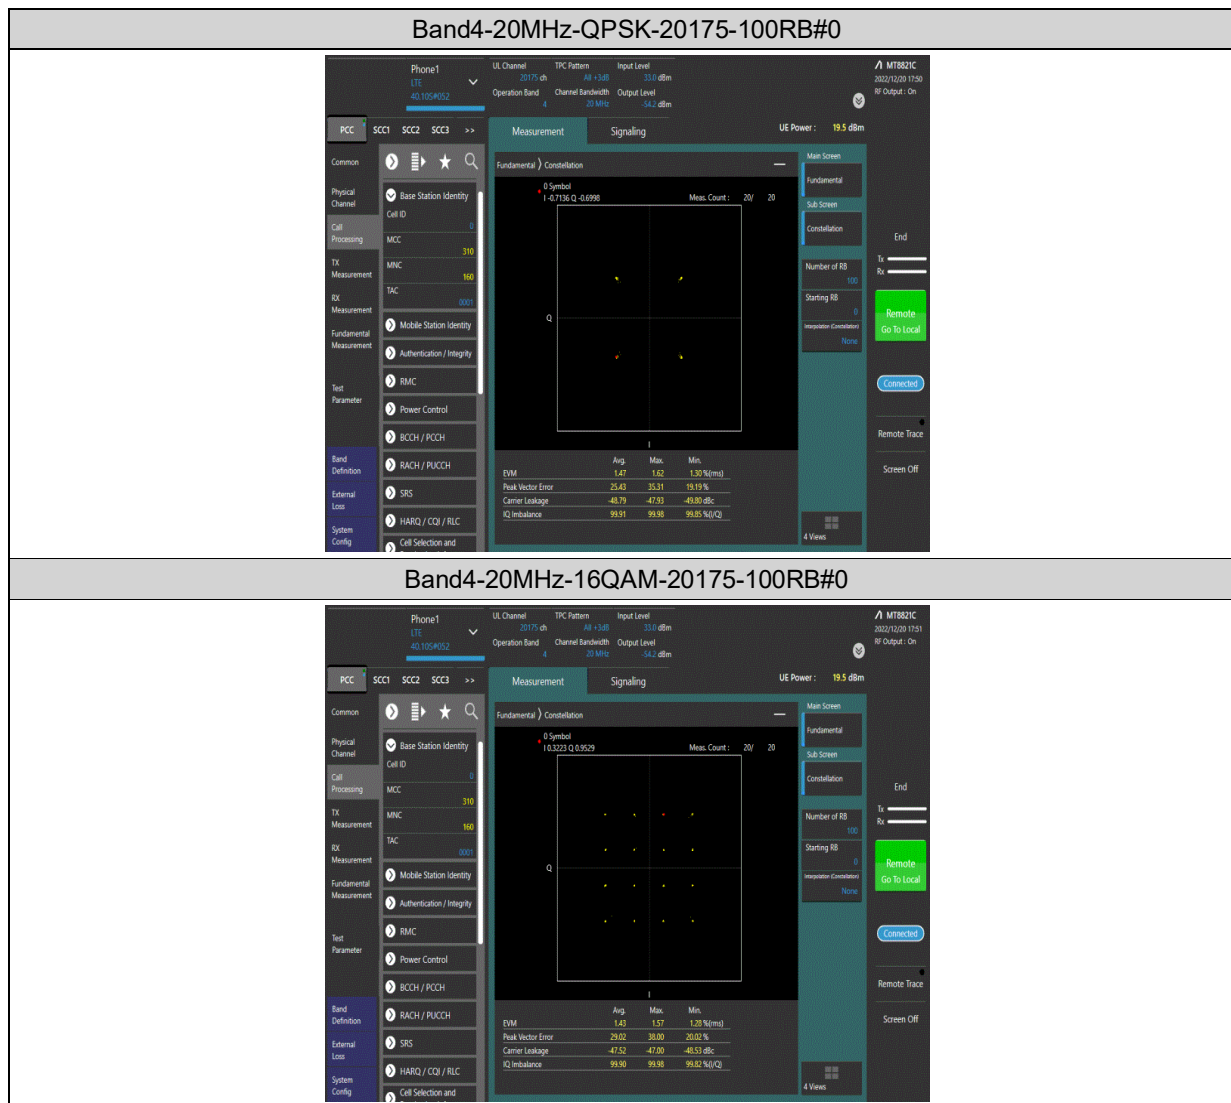 Band4-20MHz-QPSK-20175-100RB#0
Phone1
LTE
40.105#052
UL Channel
20175 ch
TPC Pattern
All +3dB
Input Level
33.0 dBm
Operation Band
4
Channel Bandwidth
20 MHz
Output Level
-54.2 dBm
MT8821C
2022/12/20 17:50
RF Output : On
PCC SCC1 SCC2 SCC3 >>
Measurement
Signaling
UE Power : 19.5 dBm
Common
Physical
Channel
Call
Processing
TX
Measurement
RX
Measurement
Fundamental
Measurement
Test
Parameter
Band
Definition
External
Loss
System
Config
Base Station Identity
Cell ID
0
MCC
310
MNC
160
TAC
0001
Mobile Station Identity
Authentication / Integrity
RMC
Power Control
BCCH / PCCH
RACH / PUCCH
SRS
HARQ / CQI / RLC
Cell Selection and
Fundamental ⟩ Constellation
0 Symbol
I -0.7136 Q -0.6998
Meas. Count : 20/ 20
Q
I
Avg. Max. Min.
EVM 1.47 1.62 1.30 %(rms)
Peak Vector Error 25.43 35.31 19.19 %
Carrier Leakage -48.79 -47.93 -49.80 dBc
IQ Imbalance 99.91 99.98 99.85 %(I/Q)
Main Screen
Fundamental
Sub Screen
Constellation
Number of RB
100
Starting RB
0
Interpolation (Constellation)
None
4 Views
End
Tx
Rx
Remote
Go To Local
Connected
Remote Trace
Screen Off
Band4-20MHz-16QAM-20175-100RB#0
Phone1
LTE
40.105#052
UL Channel
20175 ch
TPC Pattern
All +3dB
Input Level
33.0 dBm
Operation Band
4
Channel Bandwidth
20 MHz
Output Level
-54.2 dBm
MT8821C
2022/12/20 17:51
RF Output : On
PCC SCC1 SCC2 SCC3 >>
Measurement
Signaling
UE Power : 19.5 dBm
Common
Physical
Channel
Call
Processing
TX
Measurement
RX
Measurement
Fundamental
Measurement
Test
Parameter
Band
Definition
External
Loss
System
Config
Base Station Identity
Cell ID
0
MCC
310
MNC
160
TAC
0001
Mobile Station Identity
Authentication / Integrity
RMC
Power Control
BCCH / PCCH
RACH / PUCCH
SRS
HARQ / CQI / RLC
Cell Selection and
Fundamental ⟩ Constellation
0 Symbol
I 0.3223 Q 0.9529
Meas. Count : 20/ 20
Q
I
Avg. Max. Min.
EVM 1.43 1.57 1.28 %(rms)
Peak Vector Error 29.02 38.00 20.02 %
Carrier Leakage -47.52 -47.00 -48.53 dBc
IQ Imbalance 99.90 99.98 99.82 %(I/Q)
Main Screen
Fundamental
Sub Screen
Constellation
Number of RB
100
Starting RB
0
Interpolation (Constellation)
None
4 Views
End
Tx
Rx
Remote
Go To Local
Connected
Remote Trace
Screen Off